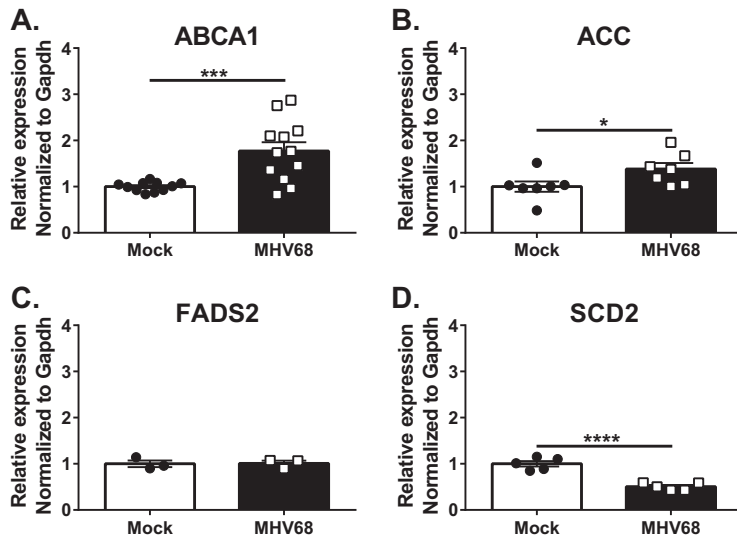 A.
ABCA1
Relative expression
Normalized to Gapdh
4
3
2
1
0
***
Mock
MHV68
B.
ACC
Relative expression
Normalized to Gapdh
4
3
2
1
0
*
Mock
MHV68
C.
FADS2
Relative expression
Normalized to Gapdh
4
3
2
1
0
Mock
MHV68
D.
SCD2
Relative expression
Normalized to Gapdh
4
3
2
1
0
****
Mock
MHV68